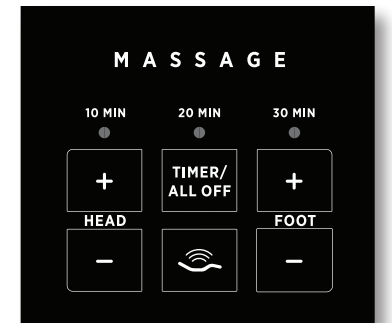 MASSAGE
10 MIN 20 MIN 30 MIN
+ TIMER/ +
ALL OFF
HEAD FOOT
− −